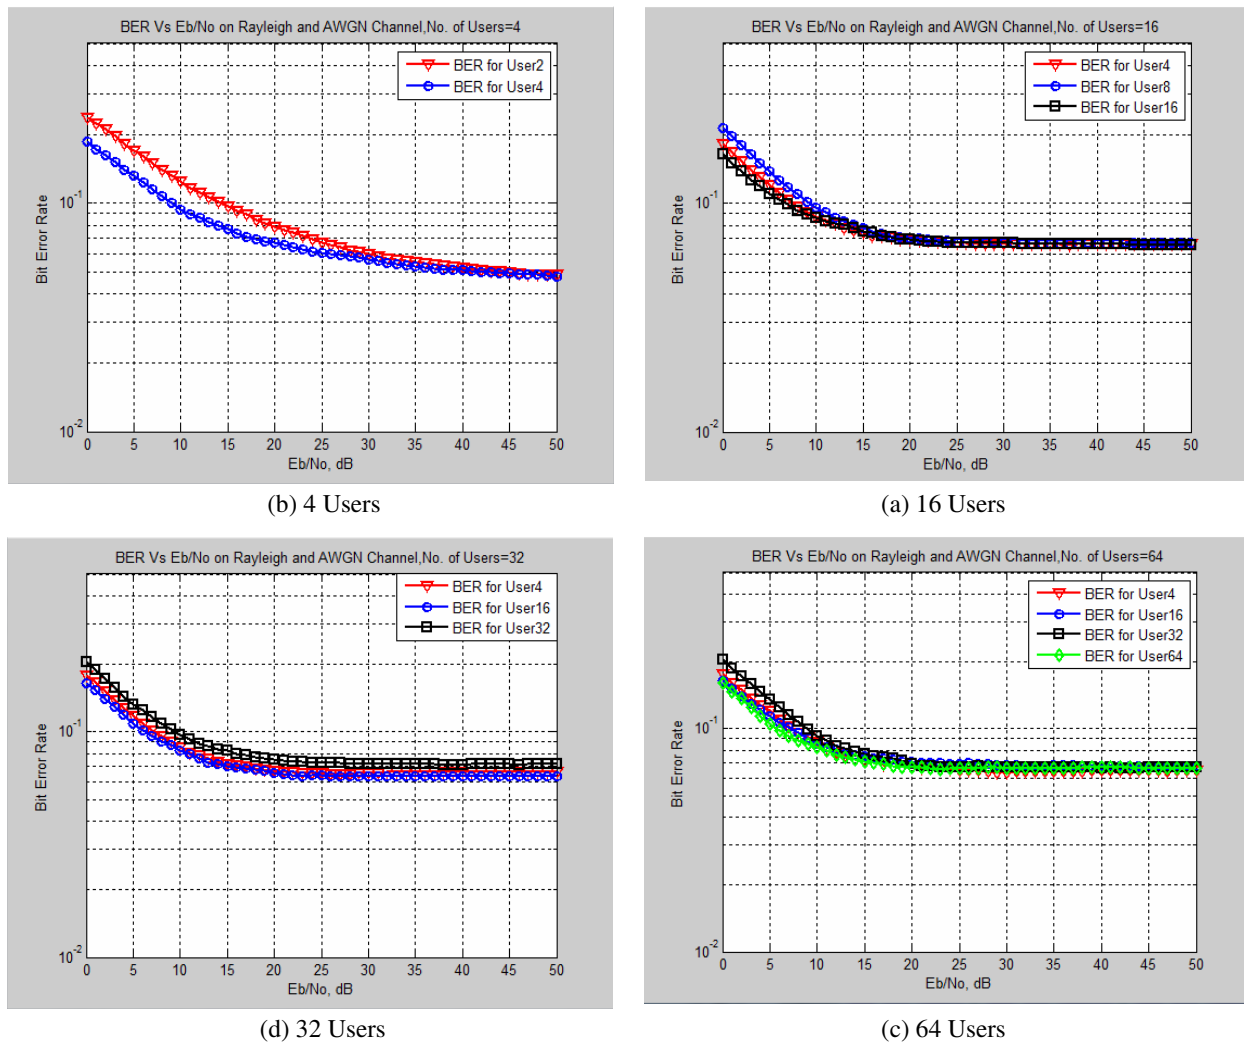 BER Vs Eb/No on Rayleigh and AWGN Channel,No. of Users=4
BER for User2
BER for User4
Bit Error Rate
10^-1
10^-2
0 5 10 15 20 25 30 35 40 45 50
Eb/No, dB
(b) 4 Users
BER Vs Eb/No on Rayleigh and AWGN Channel,No. of Users=16
BER for User4
BER for User8
BER for User16
Bit Error Rate
10^-1
10^-2
0 5 10 15 20 25 30 35 40 45 50
Eb/No, dB
(a) 16 Users
BER Vs Eb/No on Rayleigh and AWGN Channel,No. of Users=32
BER for User4
BER for User16
BER for User32
Bit Error Rate
10^-1
10^-2
0 5 10 15 20 25 30 35 40 45 50
Eb/No, dB
(d) 32 Users
BER Vs Eb/No on Rayleigh and AWGN Channel,No. of Users=64
BER for User4
BER for User16
BER for User32
BER for User64
Bit Error Rate
10^-1
10^-2
0 5 10 15 20 25 30 35 40 45 50
Eb/No, dB
(c) 64 Users